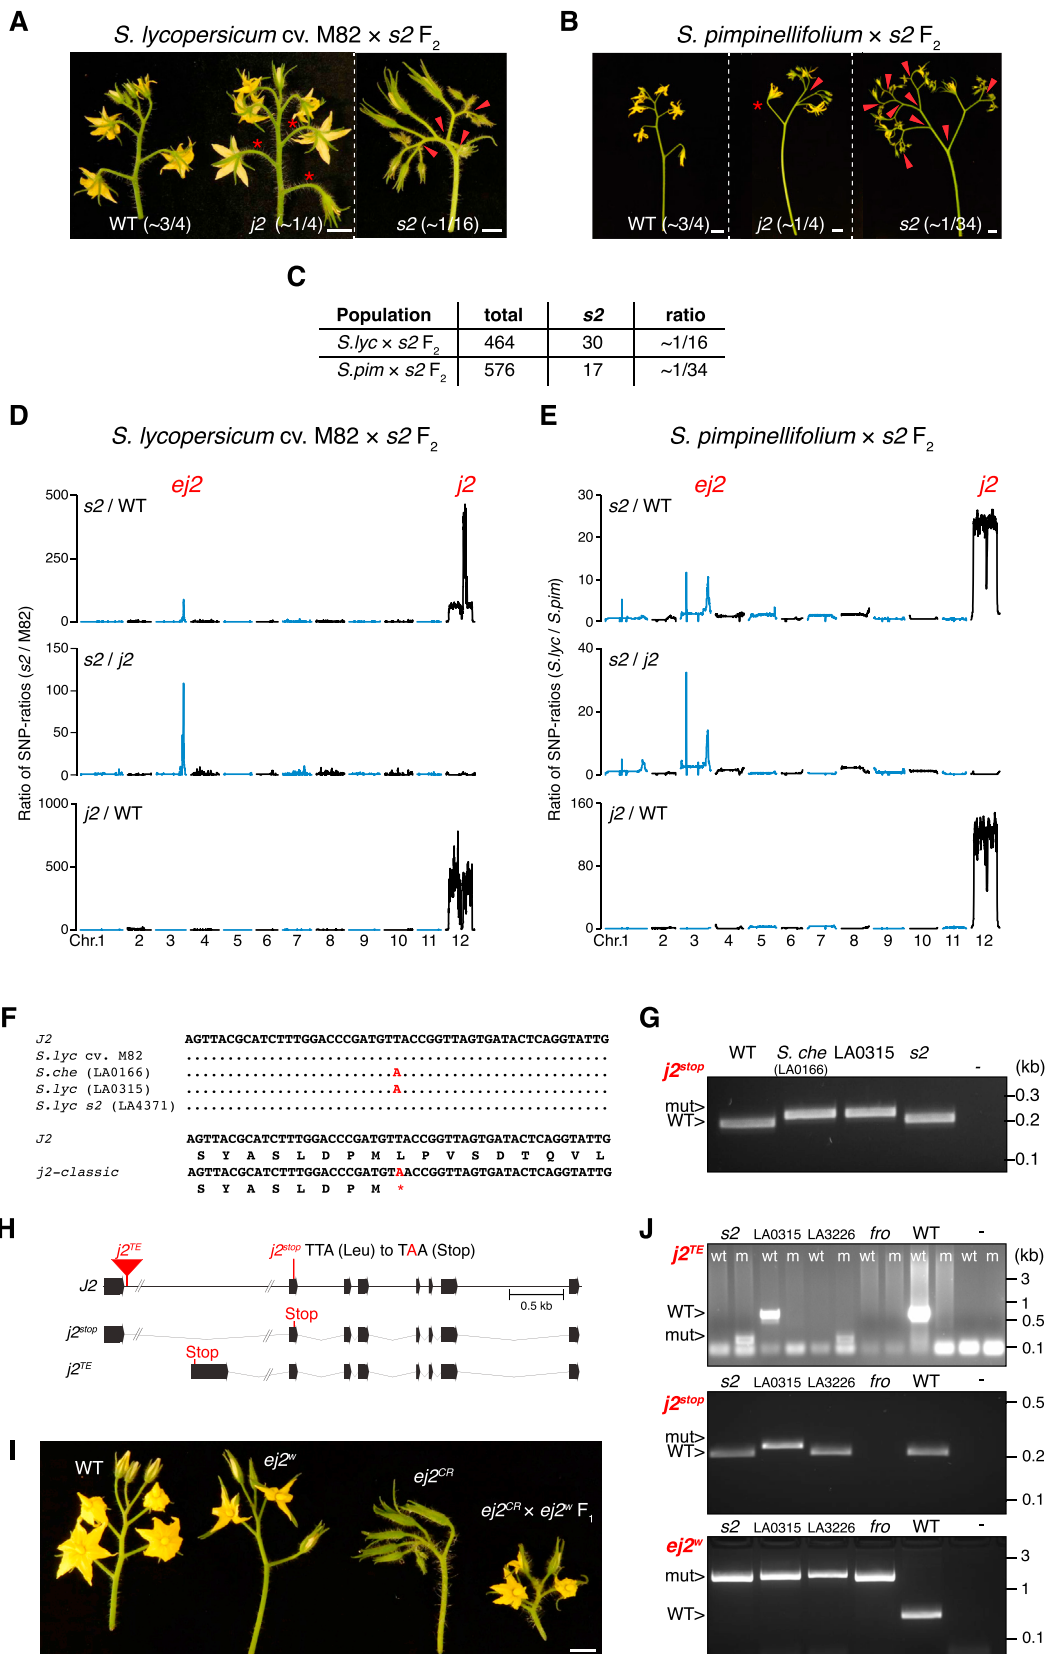 A
S. lycopersicum cv. M82 × s2 F2
WT (~3/4)
j2 (~1/4)
s2 (~1/16)
*
*
*
B
S. pimpinellifolium × s2 F2
WT (~3/4)
j2 (~1/4)
s2 (~1/34)
*
C
Population total s2 ratio
S.lyc × s2 F2 464 30 ~1/16
S.pim × s2 F2 576 17 ~1/34
D
S. lycopersicum cv. M82 × s2 F2
ej2 j2
Ratio of SNP-ratios (s2 / M82)
s2 / WT
500
250
0
s2 / j2
150
100
50
0
j2 / WT
1000
500
0
Chr.1 2 3 4 5 6 7 8 9 10 11 12
E
S. pimpinellifolium × s2 F2
ej2 j2
Ratio of SNP-ratios (S.lyc / S.pim)
s2 / WT
30
20
10
0
s2 / j2
40
20
0
j2 / WT
160
80
0
Chr.1 2 3 4 5 6 7 8 9 10 11 12
F
J2 AGTTACGCATCTTTGGACCCGATGTTACCGGTTAGTGATACTCAGGTATTG
S.lyc cv. M82 ...................................................
S.che (LA0166) .........................A.........................
S.lyc (LA0315) .........................A.........................
S.lyc s2 (LA4371) ...................................................
J2 AGTTACGCATCTTTGGACCCGATGTTACCGGTTAGTGATACTCAGGTATTG
S Y A S L D P M L P V S D T Q V L
j2-classic AGTTACGCATCTTTGGACCCGATGTAACCGGTTAGTGATACTCAGGTATTG
S Y A S L D P M *
G
WT S. che (LA0166) LA0315 s2 - (kb)
j2stop
mut>
WT>
0.3
0.2
0.1
H
j2TE
j2stop TTA (Leu) to TAA (Stop)
J2
0.5 kb
Stop
j2stop
Stop
j2TE
I
WT
ej2w
ej2CR
ej2CR × ej2w F1
J
s2 LA0315 LA3226 fro WT - (kb)
j2TE
wt m wt m wt m wt m wt m wt m
WT>
mut>
3
1
0.5
0.1
s2 LA0315 LA3226 fro WT -
j2stop
mut>
WT>
0.5
0.2
0.1
s2 LA0315 LA3226 fro WT -
ej2w
mut>
WT>
3
1
0.1